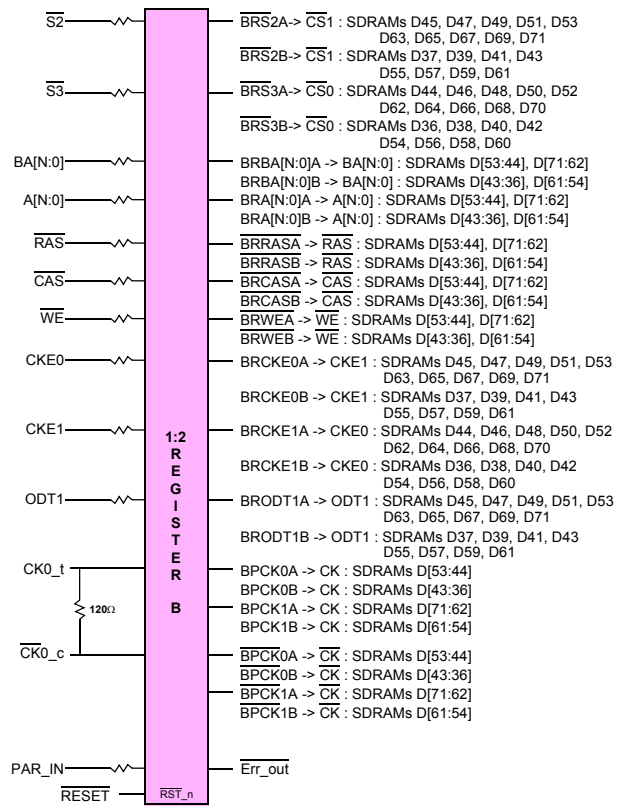 S2
BRS2A-> CS1 : SDRAMs D45, D47, D49, D51, D53
D63, D65, D67, D69, D71
BRS2B-> CS1 : SDRAMs D37, D39, D41, D43
D55, D57, D59, D61
S3
BRS3A-> CS0 : SDRAMs D44, D46, D48, D50, D52
D62, D64, D66, D68, D70
BRS3B-> CS0 : SDRAMs D36, D38, D40, D42
D54, D56, D58, D60
BA[N:0]
BRBA[N:0]A -> BA[N:0] : SDRAMs D[53:44], D[71:62]
BRBA[N:0]B -> BA[N:0] : SDRAMs D[43:36], D[61:54]
A[N:0]
BRA[N:0]A -> A[N:0] : SDRAMs D[53:44], D[71:62]
BRA[N:0]B -> A[N:0] : SDRAMs D[43:36], D[61:54]
RAS
BRRASA -> RAS : SDRAMs D[53:44], D[71:62]
BRRASB -> RAS : SDRAMs D[43:36], D[61:54]
CAS
BRCASA -> CAS : SDRAMs D[53:44], D[71:62]
BRCASB -> CAS : SDRAMs D[43:36], D[61:54]
WE
BRWEA -> WE : SDRAMs D[53:44], D[71:62]
BRWEB -> WE : SDRAMs D[43:36], D[61:54]
CKE0
BRCKE0A -> CKE1 : SDRAMs D45, D47, D49, D51, D53
D63, D65, D67, D69, D71
BRCKE0B -> CKE1 : SDRAMs D37, D39, D41, D43
D55, D57, D59, D61
CKE1
BRCKE1A -> CKE0 : SDRAMs D44, D46, D48, D50, D52
D62, D64, D66, D68, D70
BRCKE1B -> CKE0 : SDRAMs D36, D38, D40, D42
D54, D56, D58, D60
ODT1
BRODT1A -> ODT1 : SDRAMs D45, D47, D49, D51, D53
D63, D65, D67, D69, D71
BRODT1B -> ODT1 : SDRAMs D37, D39, D41, D43
D55, D57, D59, D61
1:2
R
E
G
I
S
T
E
R
B
CK0_t
120Ω
CK0_c
BPCK0A -> CK : SDRAMs D[53:44]
BPCK0B -> CK : SDRAMs D[43:36]
BPCK1A -> CK : SDRAMs D[71:62]
BPCK1B -> CK : SDRAMs D[61:54]
BPCK0A -> CK : SDRAMs D[53:44]
BPCK0B -> CK : SDRAMs D[43:36]
BPCK1A -> CK : SDRAMs D[71:62]
BPCK1B -> CK : SDRAMs D[61:54]
PAR_IN
Err_out
RESET
RST_n